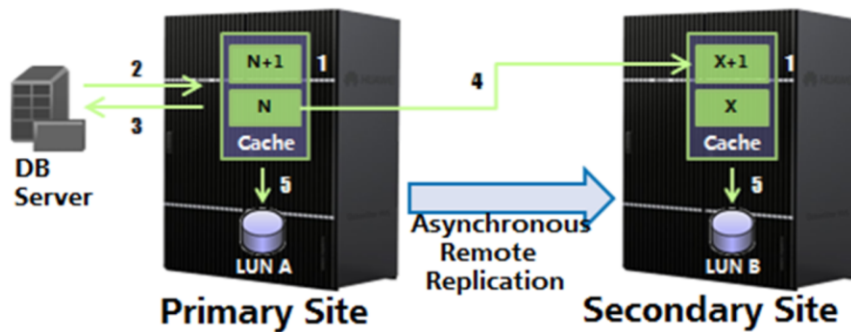 N+1
1
2
N
3
Cache
5
LUN A
DB
Server
4
X+1
1
X
Cache
5
LUN B
Asynchronous
Remote
Replication
Primary Site
Secondary Site